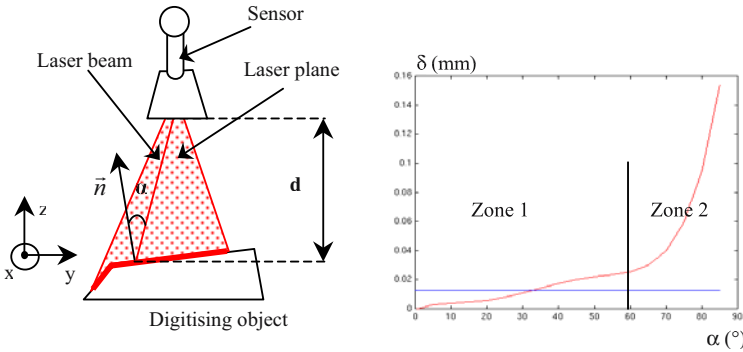 Sensor
Laser beam
Laser plane
n
α
d
z
x
y
Digitising object
δ (mm)
0.16
0.14
0.12
0.1
0.08
0.06
0.04
0.02
0
Zone 1
Zone 2
0 10 20 30 40 50 60 70 80 90
α (°)